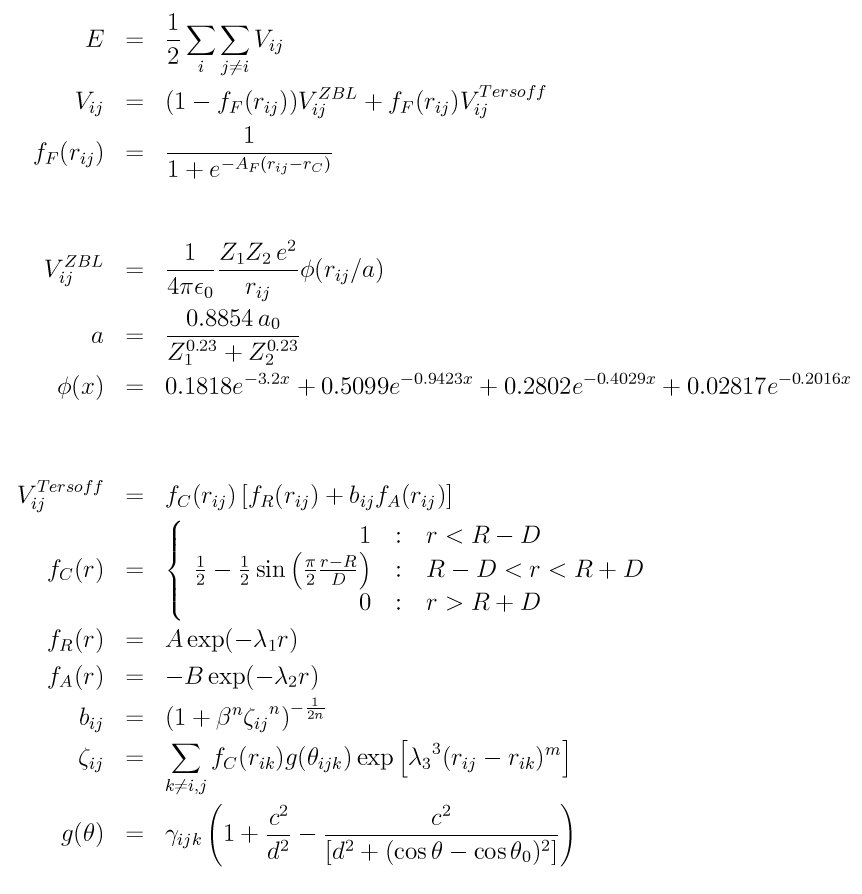 E = \frac{1}{2} \sum_{i} \sum_{j \neq i} V_{ij}
V_{ij} = (1 - f_F(r_{ij})) V_{ij}^{ZBL} + f_F(r_{ij}) V_{ij}^{Tersoff}
f_F(r_{ij}) = \frac{1}{1 + e^{-A_F(r_{ij} - r_C)}}
V_{ij}^{ZBL} = \frac{1}{4\pi\epsilon_0} \frac{Z_1 Z_2 \, e^2}{r_{ij}} \phi(r_{ij}/a)
a = \frac{0.8854 \, a_0}{Z_1^{0.23} + Z_2^{0.23}}
\phi(x) = 0.1818e^{-3.2x} + 0.5099e^{-0.9423x} + 0.2802e^{-0.4029x} + 0.02817e^{-0.2016x}
V_{ij}^{Tersoff} = f_C(r_{ij}) [f_R(r_{ij}) + b_{ij} f_A(r_{ij})]
f_C(r) = \left\{ \begin{array}{rcl} 1 & : & r < R - D \\ \frac{1}{2} - \frac{1}{2} \sin\left(\frac{\pi}{2} \frac{r-R}{D}\right) & : & R - D < r < R + D \\ 0 & : & r > R + D \end{array} \right.
f_R(r) = A \exp(-\lambda_1 r)
f_A(r) = -B \exp(-\lambda_2 r)
b_{ij} = (1 + \beta^n {\zeta_{ij}}^n)^{-\frac{1}{2n}}
\zeta_{ij} = \sum_{k \neq i,j} f_C(r_{ik}) g(\theta_{ijk}) \exp\left[{\lambda_3}^3 (r_{ij} - r_{ik})^m\right]
g(\theta) = \gamma_{ijk} \left(1 + \frac{c^2}{d^2} - \frac{c^2}{[d^2 + (\cos\theta - \cos\theta_0)^2]}\right)